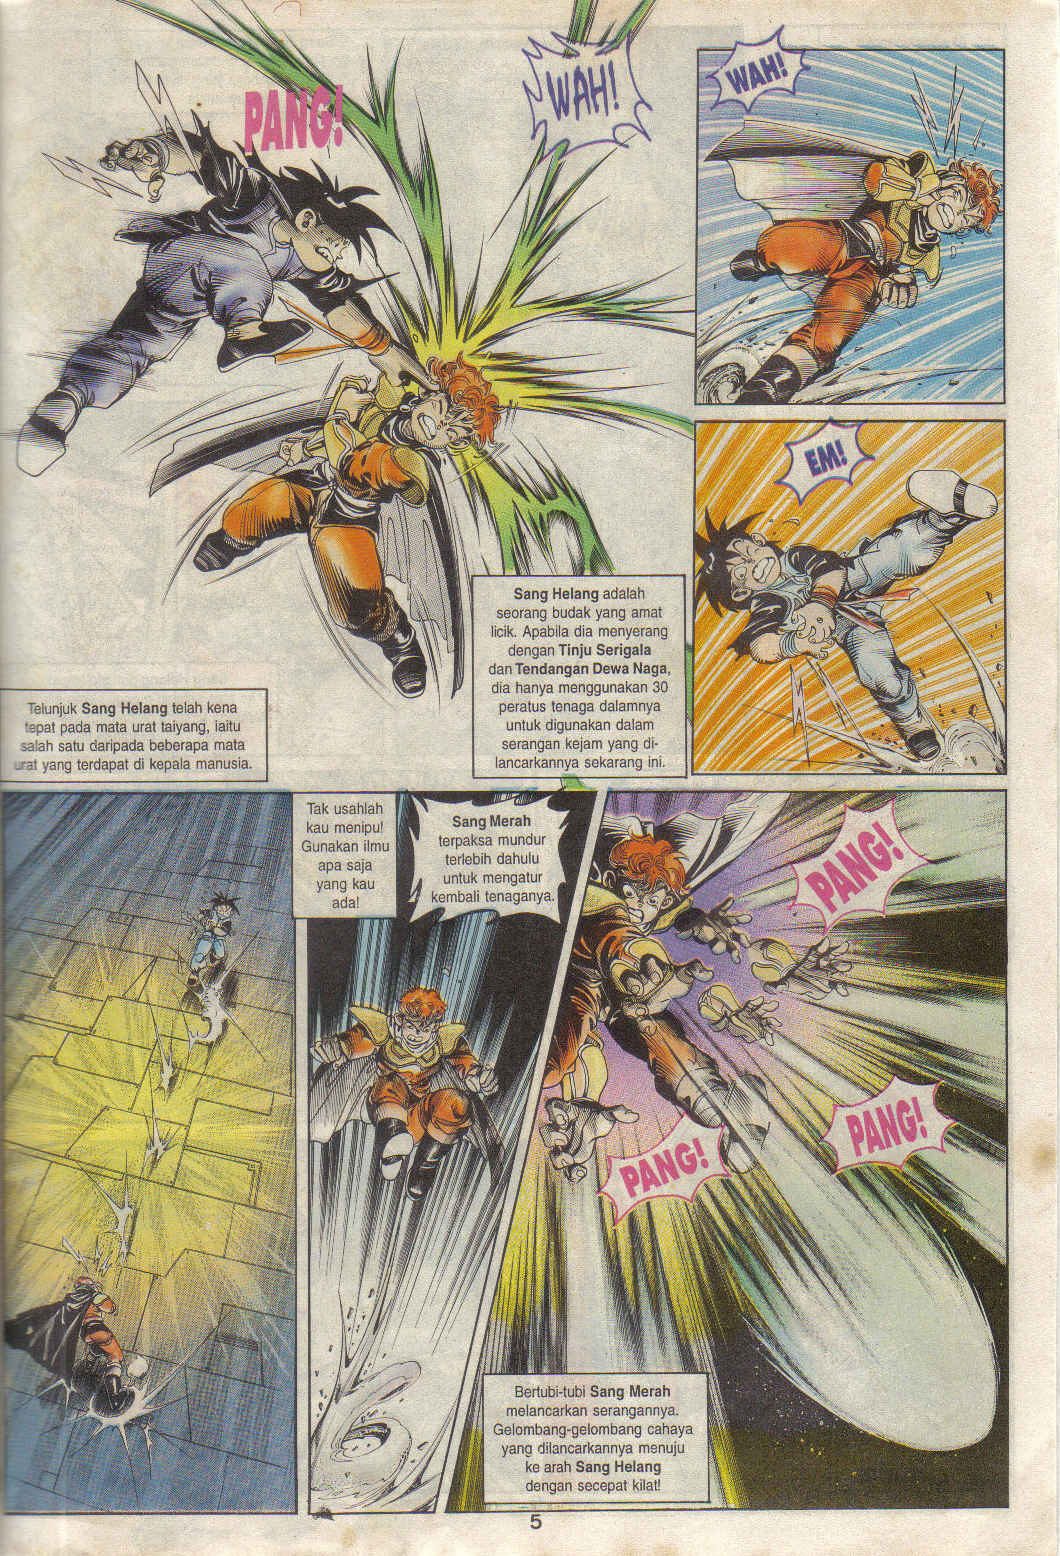 PANG!
WAH!
WAH!
EM!
Telunjuk Sang Helang telah kena
tepat pada mata urat taiyang, iaitu
salah satu daripada beberapa mata
urat yang terdapat di kepala manusia.
Sang Helang adalah
seorang budak yang amat
licik. Apabila dia menyerang
dengan Tinju Serigala
dan Tendangan Dewa Naga,
dia hanya menggunakan 30
peratus tenaga dalamnya
untuk digunakan dalam
serangan kejam yang di-
lancarkannya sekarang ini.
Tak usahlah
kau menipu!
Gunakan ilmu
apa saja
yang kau
ada!
Sang Merah
terpaksa mundur
terlebih dahulu
untuk mengatur
kembali tenaganya.
PANG!
PANG!
PANG!
Bertubi-tubi Sang Merah
melancarkan serangannya.
Gelombang-gelombang cahaya
yang dilancarkannya menuju
ke arah Sang Helang
dengan secepat kilat!
5